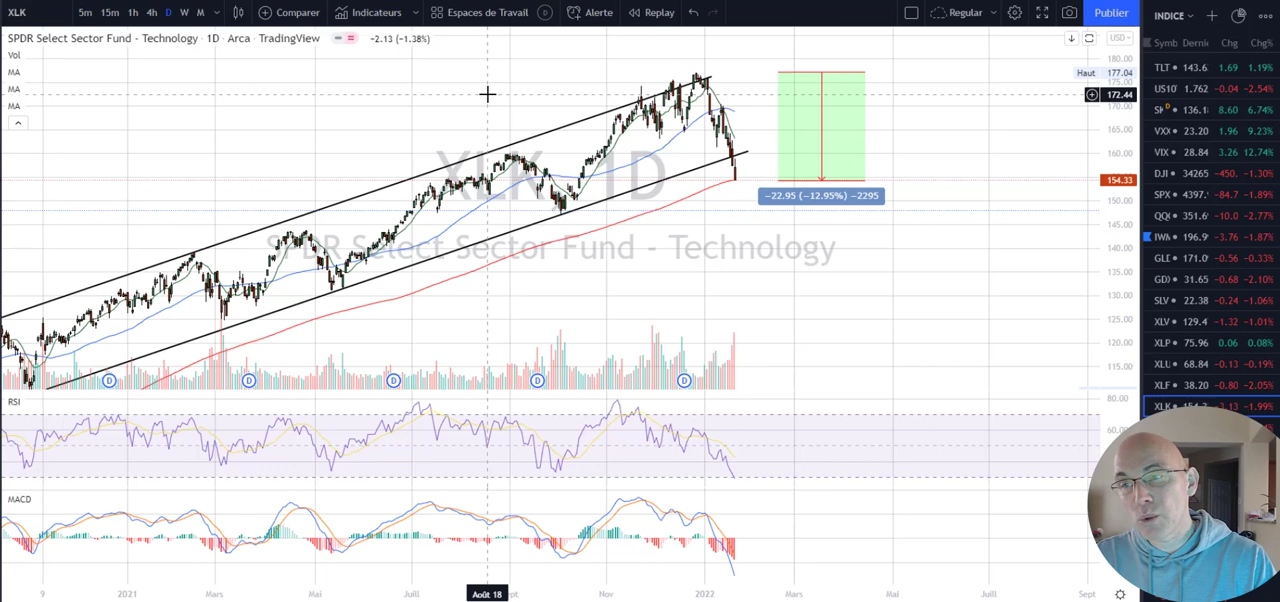 XLK 5m 15m 1h 4h D W M Comparer Indicateurs Espaces de Travail D Alerte Replay Regular Publier
SPDR Select Sector Fund - Technology 1D Arca TradingView −2.13 (−1.38%)
Vol
MA
MA
MA
XLK, 1D
SPDR Select Sector Fund - Technology
−22.95 (−12.95%) −2295
USD
180.00
Haut 177.04
175.00
172.44
170.00
165.00
160.00
154.33
150.00
145.00
140.00
135.00
130.00
125.00
120.00
115.00
D D D D D
RSI
80.00
60.00
MACD
9 2021 Mars Mai Juill Août 18 Nov 2022 Mars Mai Juill Sept
INDICE
Symb Dernie Chg Chg%
TLT 143.6 1.69 1.19%
US10 1.762 −0.04 −2.54%
D 136.1 8.60 6.74%
VXX 23.20 1.96 9.23%
VIX 28.84 3.26 12.74%
DJI 34265 −450. −1.30%
SPX 4397. −84.7 −1.89%
QQQ 351.6 −10.0 −2.77%
IWM 196.9 −3.76 −1.87%
GLD 171.0 −0.56 −0.33%
GDX 31.65 −0.68 −2.10%
SLV 22.38 −0.24 −1.06%
XLV 129.4 −1.32 −1.01%
XLP 75.96 0.06 0.08%
XLU 68.84 −0.13 −0.19%
XLF 38.20 −0.80 −2.05%
XLK −3.13 −1.99%